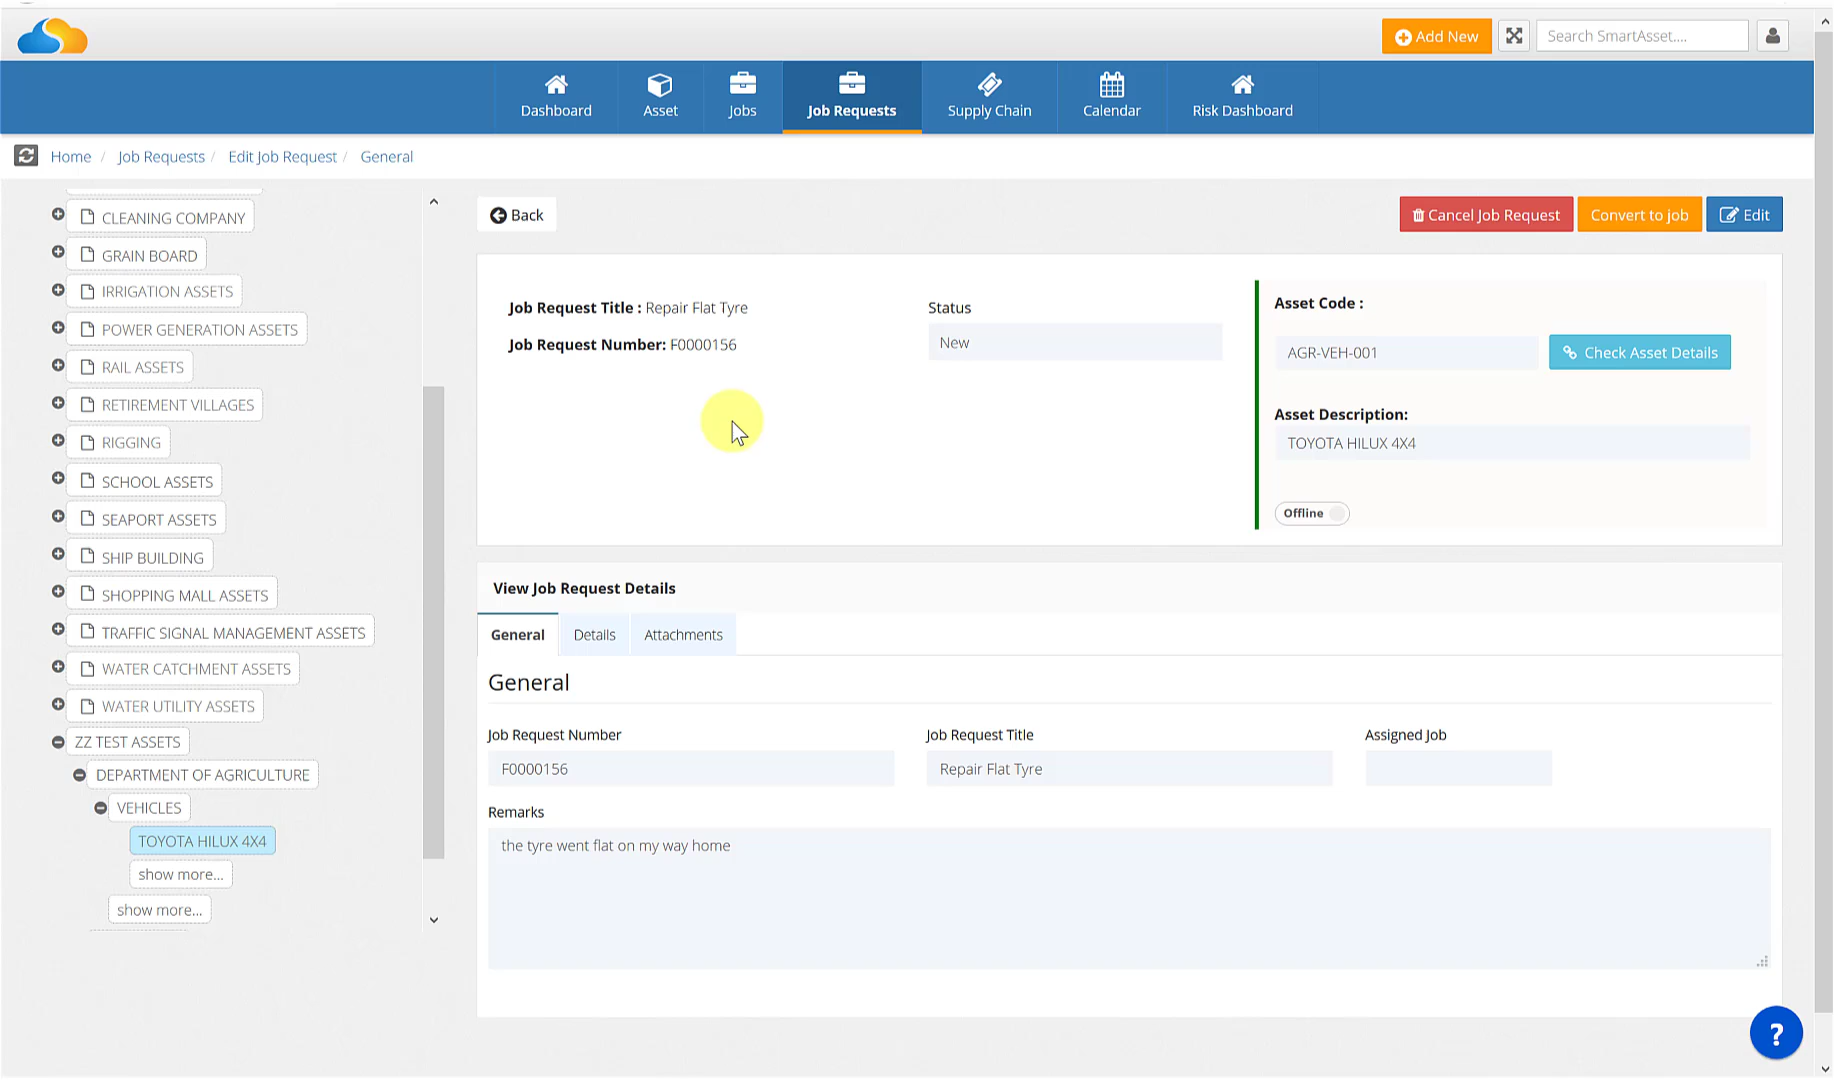 Add New
Search SmartAsset....
Dashboard
Asset
Jobs
Job Requests
Supply Chain
Calendar
Risk Dashboard
Home / Job Requests / Edit Job Request / General
CLEANING COMPANY
GRAIN BOARD
IRRIGATION ASSETS
POWER GENERATION ASSETS
RAIL ASSETS
RETIREMENT VILLAGES
RIGGING
SCHOOL ASSETS
SEAPORT ASSETS
SHIP BUILDING
SHOPPING MALL ASSETS
TRAFFIC SIGNAL MANAGEMENT ASSETS
WATER CATCHMENT ASSETS
WATER UTILITY ASSETS
ZZ TEST ASSETS
DEPARTMENT OF AGRICULTURE
VEHICLES
TOYOTA HILUX 4X4
show more...
show more...
Back
Cancel Job Request
Convert to job
Edit
Job Request Title : Repair Flat Tyre
Job Request Number: F0000156
Status
New
Asset Code :
AGR-VEH-001
Check Asset Details
Asset Description:
TOYOTA HILUX 4X4
Offline
View Job Request Details
General
Details
Attachments
General
Job Request Number
F0000156
Job Request Title
Repair Flat Tyre
Assigned Job
Remarks
the tyre went flat on my way home
?